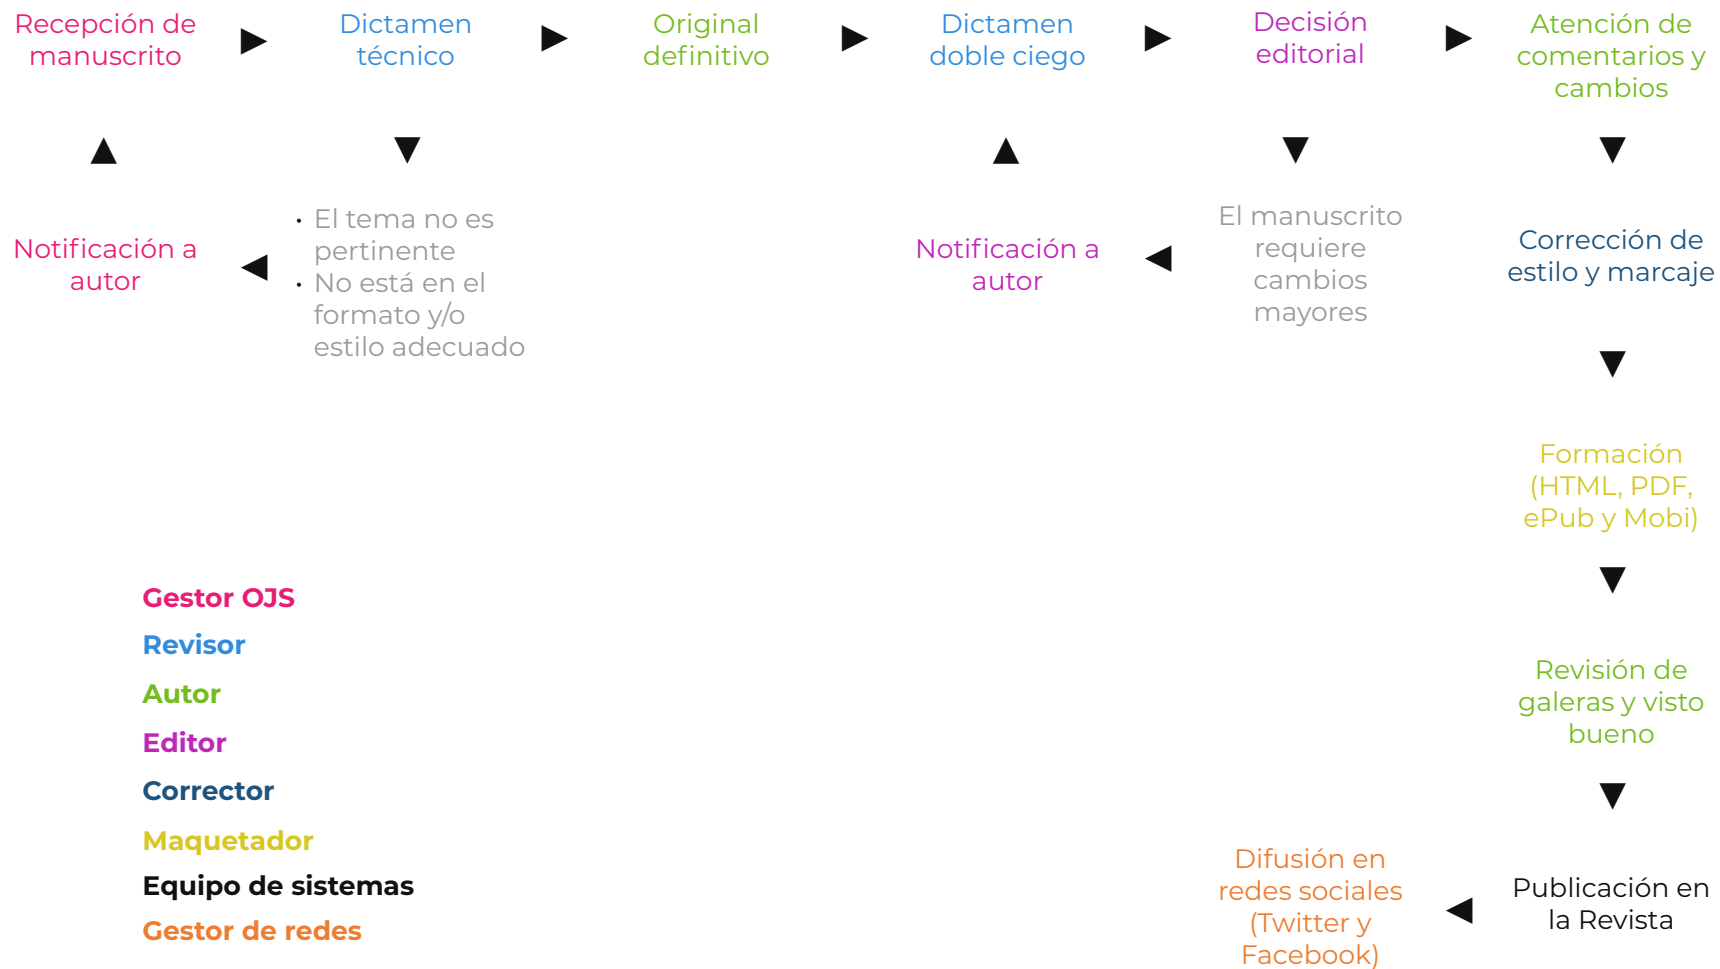 Recepción de
manuscrito
Dictamen
técnico
Original
definitivo
Dictamen
doble ciego
Decisión
editorial
Atención de
comentarios y
cambios
Notificación a
autor
• El tema no es
pertinente
• No está en el
formato y/o
estilo adecuado
Notificación a
autor
El manuscrito
requiere
cambios
mayores
Corrección de
estilo y marcaje
Formación
(HTML, PDF,
ePub y Mobi)
Revisión de
galeras y visto
bueno
Publicación en
la Revista
Difusión en
redes sociales
(Twitter y
Facebook)
Gestor OJS
Revisor
Autor
Editor
Corrector
Maquetador
Equipo de sistemas
Gestor de redes